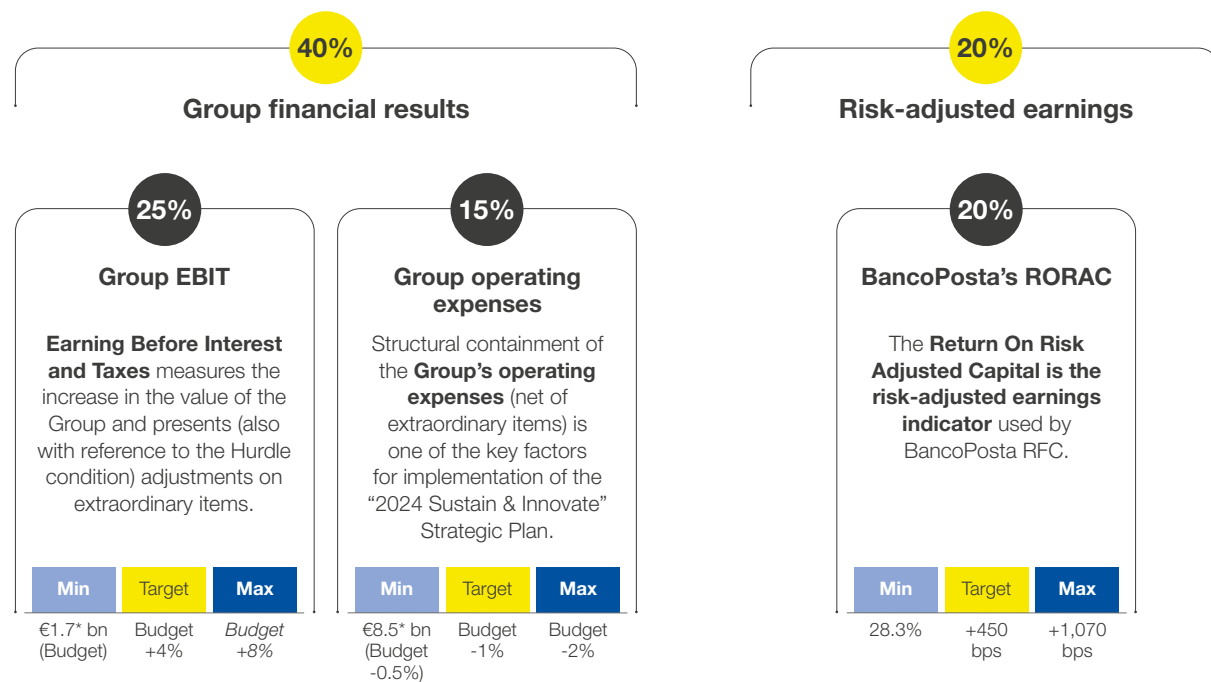 40%
Group financial results
25%
Group EBIT
Earning Before Interest
and Taxes measures the
increase in the value of the
Group and presents (also
with reference to the Hurdle
condition) adjustments on
extraordinary items.
Min
Target
Max
€1.7* bn
(Budget)
Budget
+4%
Budget
+8%
15%
Group operating
expenses
Structural containment of
the Group's operating
expenses (net of
extraordinary items) is
one of the key factors
for implementation of the
“2024 Sustain & Innovate”
Strategic Plan.
Min
Target
Max
€8.5* bn
(Budget
-0.5%)
Budget
-1%
Budget
-2%
20%
Risk-adjusted earnings
20%
BancoPosta's RORAC
The Return On Risk
Adjusted Capital is the
risk-adjusted earnings
indicator used by
BancoPosta RFC.
Min
Target
Max
28.3%
+450
bps
+1,070
bps